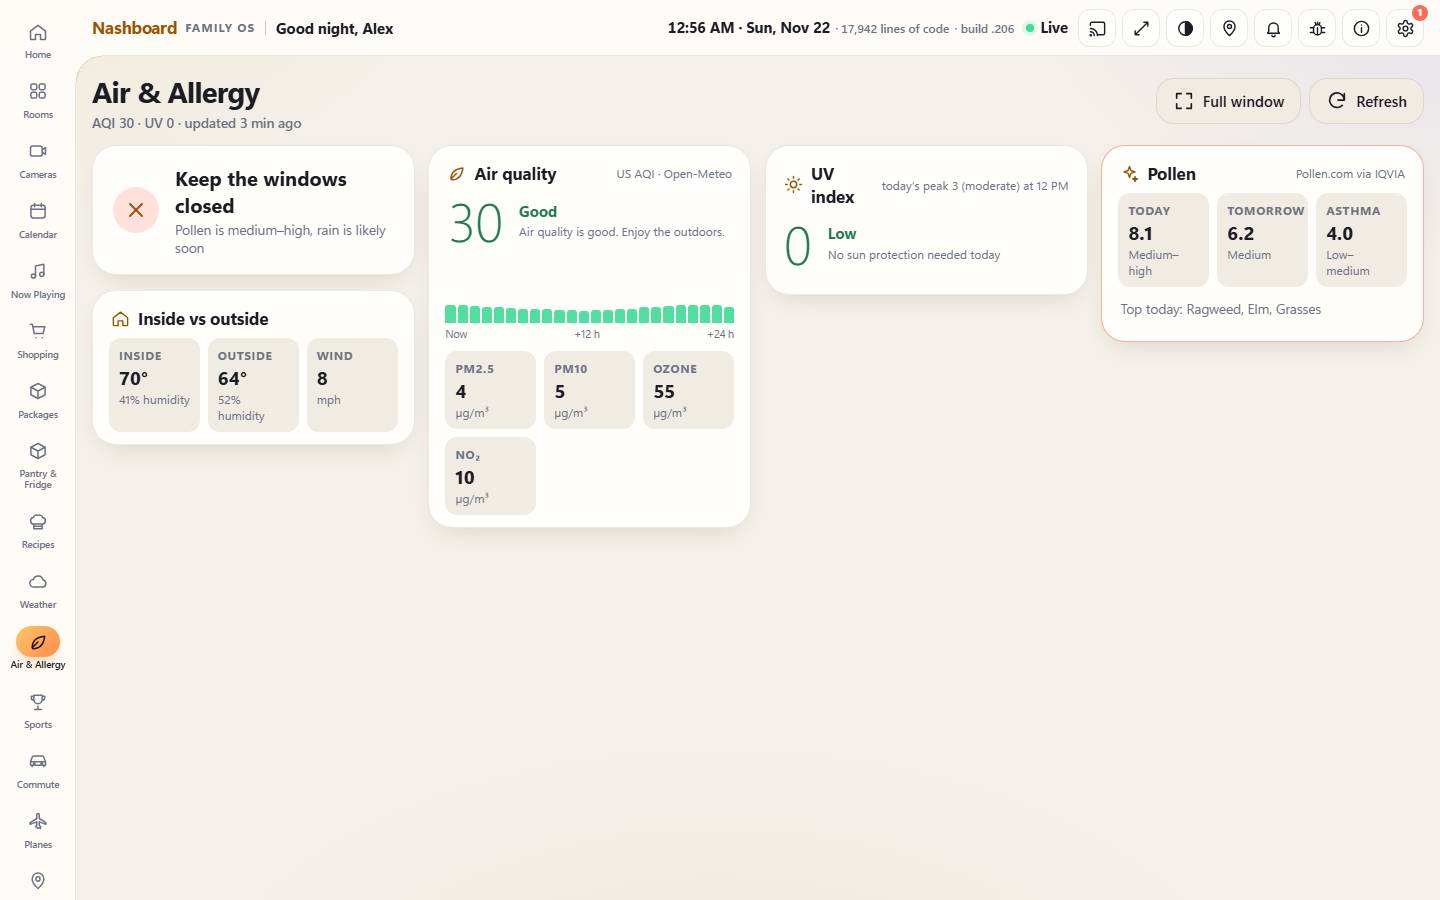 Nashboard FAMILY OS Good night, Alex
12:56 AM · Sun, Nov 22 · 17,942 lines of code · build .206 Live
1
Home
Rooms
Cameras
Calendar
Now Playing
Shopping
Packages
Pantry &
Fridge
Recipes
Weather
Air & Allergy
Sports
Commute
Planes
Air & Allergy
AQI 30 · UV 0 · updated 3 min ago
Full window
Refresh
Keep the windows
closed
Pollen is medium–high, rain is likely
soon
Inside vs outside
INSIDE
70°
41% humidity
OUTSIDE
64°
52%
humidity
WIND
8
mph
Air quality
US AQI · Open-Meteo
30
Good
Air quality is good. Enjoy the outdoors.
Now +12 h +24 h
PM2.5
4
µg/m³
PM10
5
µg/m³
OZONE
55
µg/m³
NO₂
10
µg/m³
UV
index
today's peak 3 (moderate) at 12 PM
0
Low
No sun protection needed today
Pollen
Pollen.com via IQVIA
TODAY
8.1
Medium–
high
TOMORROW
6.2
Medium
ASTHMA
4.0
Low–
medium
Top today: Ragweed, Elm, Grasses